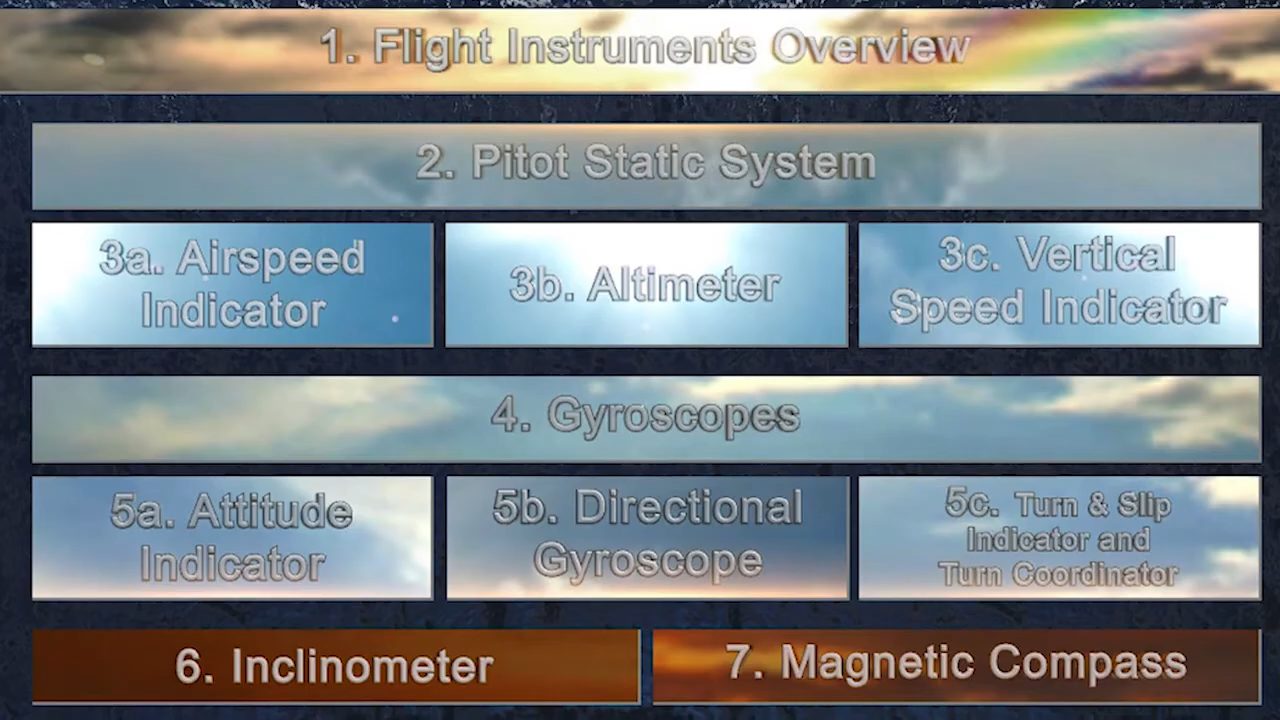 1. Flight Instruments Overview
2. Pitot Static System
3a. Airspeed
Indicator
3b. Altimeter
3c. Vertical
Speed Indicator
4. Gyroscopes
5a. Attitude
Indicator
5b. Directional
Gyroscope
5c. Turn & Slip
Indicator and
Turn Coordinator
6. Inclinometer
7. Magnetic Compass